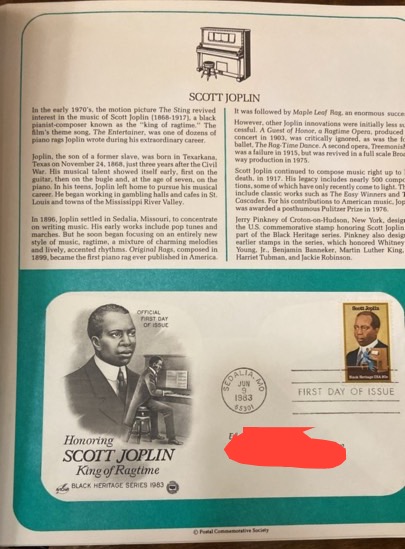 SCOTT JOPLIN
In the early 1970's, the motion picture The Sting revived
interest in the music of Scott Joplin (1868-1917), a black
pianist-composer known as the "king of ragtime." The
film's theme song, The Entertainer, was one of dozens of
piano rags Joplin wrote during his extraordinary career.
Joplin, the son of a former slave, was born in Texarkana,
Texas on November 24, 1868, just three years after the Civil
War. His musical talent showed itself early, first on the
guitar, then on the bugle and, at the age of seven, on the
piano. In his teens, Joplin left home to pursue his musical
career. He began working in gambling halls and cafes in St.
Louis and towns of the Mississippi River Valley.
In 1896, Joplin settled in Sedalia, Missouri, to concentrate
on writing music. His early works include pop tunes and
marches. But he soon began focusing on an entirely new
style of music, ragtime, a mixture of charming melodies
and lively, accented rhythms. Original Rags, composed in
1899, became the first piano rag ever published in America.
It was followed by Maple Leaf Rag, an enormous succe
However, other Joplin innovations were initially less su
cessful. A Guest of Honor, a Ragtime Opera, produced
concert in 1903, was critically ignored, as was the fo
ballet, The Rag-Time Dance. A second opera, Treemonish
was a failure in 1915, but was revived in a full scale Broa
way production in 1975.
Scott Joplin continued to compose music right up to
death, in 1917. His legacy includes nearly 500 compo
tions, some of which have only recently come to light. Th
include classic works such as The Easy Winners and
Cascades. For his contributions to American music, Jop
was awarded a posthumous Pulitzer Prize in 1976.
Jerry Pinkney of Croton-on-Hudson, New York, design
the U.S. commemorative stamp honoring Scott Joplin
part of the Black Heritage series. Pinkney also desig
earlier stamps in the series, which honored Whitney
Young, Jr., Benjamin Banneker, Martin Luther King,
Harriet Tubman, and Jackie Robinson.
OFFICIAL
FIRST DAY
OF ISSUE
Scott Joplin
Black Heritage USA 20c
SEDALIA, MO
JUN
9
1983
65301
FIRST DAY OF ISSUE
Honoring
SCOTT JOPLIN
King of Ragtime
BLACK HERITAGE SERIES 1983
© Postal Commemorative Society